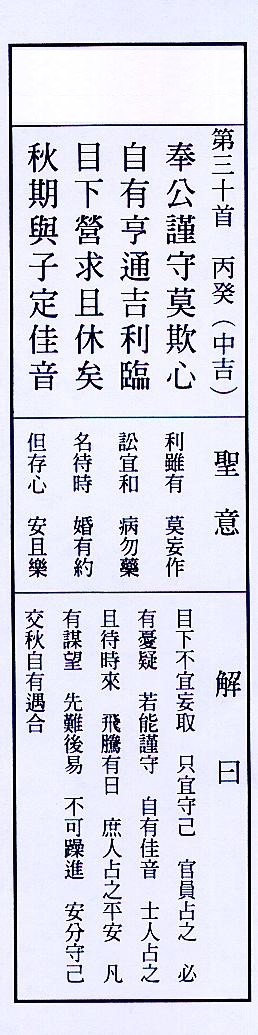 第三十首　丙癸（中吉）
奉公謹守莫欺心
自有亨通吉利臨
目下營求且休矣
秋期與子定佳音
聖意
利雖有　莫妄作
訟宜和　病勿藥
名待時　婚有約
但存心　安且樂
解曰
目下不宜妄取　只宜守己　官員占之　必
有憂疑　若能謹守　自有佳音　士人占之
且待時來　飛騰有日　庶人占之平安　凡
有謀望　先難後易　不可躁進　安分守己
交秋自有遇合